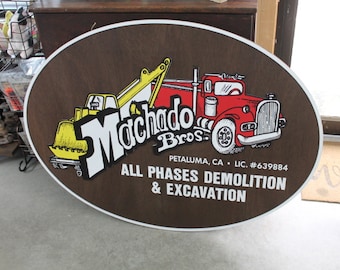 Machado
Bros.
PETALUMA, CA • LIC. #639884
ALL PHASES DEMOLITION
& EXCAVATION